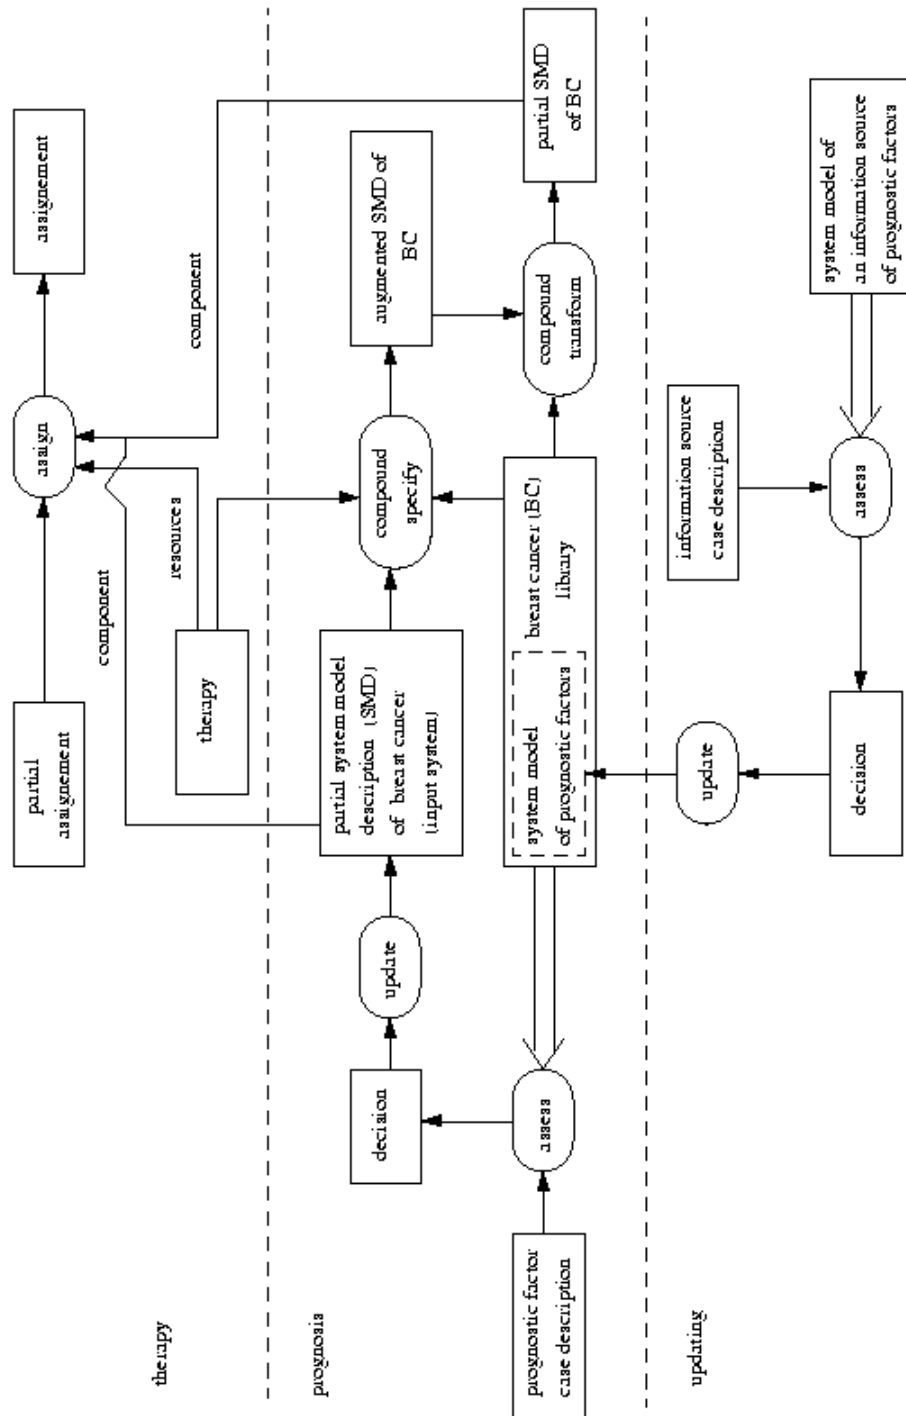 therapy
partial
assignement
assign
assignement
component
resources
component
therapy
prognosis
decision
update
partial system model
description (SMD)
of breast cancer
(input system)
compound
specify
augmented SMD of
BC
prognostic factor
case description
assess
system model
of prognostic factors
breast cancer (BC)
library
compound
transform
partial SMD
of BC
updating
decision
update
information source
case description
assess
system model of
an information source
of prognostic factors